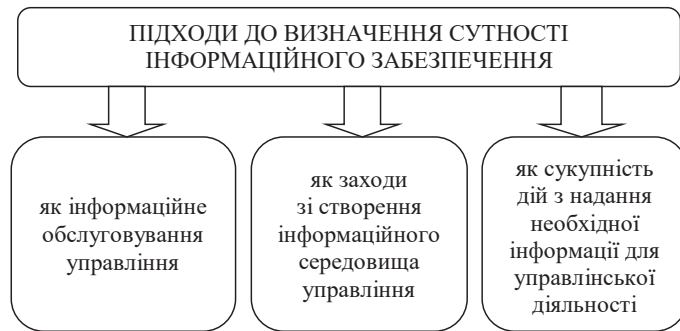 ПІДХОДИ ДО ВИЗНАЧЕННЯ СУТНОСТІ
ІНФОРМАЦІЙНОГО ЗАБЕЗПЕЧЕННЯ
як інформаційне
обслуговування
управління
як заходи
зі створення
інформаційного
середовища
управління
як сукупність
дій з надання
необхідної
інформації для
управлінської
діяльності